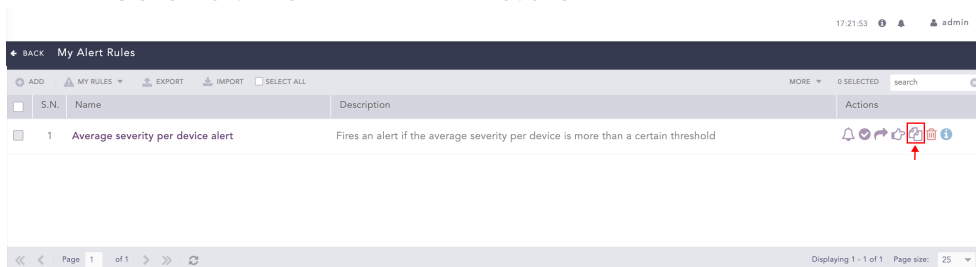 17:21:53 admin
BACK My Alert Rules
ADD MY RULES EXPORT IMPORT SELECT ALL MORE 0 SELECTED search
S.N. Name Description Actions
1 Average severity per device alert Fires an alert if the average severity per device is more than a certain threshold
Page 1 of 1 Displaying 1 - 1 of 1 Page size: 25